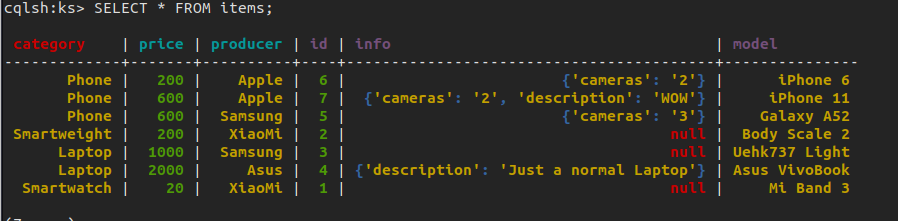 cqlsh:ks> SELECT * FROM items;
category | price | producer | id | info | model
-------------+-------+----------+----+----------------------------------------------+---------------
Phone | 200 | Apple | 6 | {'cameras': '2'} | iPhone 6
Phone | 600 | Apple | 7 | {'cameras': '2', 'description': 'WOW'} | iPhone 11
Phone | 600 | Samsung | 5 | {'cameras': '3'} | Galaxy A52
Smartweight | 200 | XiaoMi | 2 | null | Body Scale 2
Laptop | 1000 | Samsung | 3 | null | Uehk737 Light
Laptop | 2000 | Asus | 4 | {'description': 'Just a normal Laptop'} | Asus VivoBook
Smartwatch | 20 | XiaoMi | 1 | null | Mi Band 3